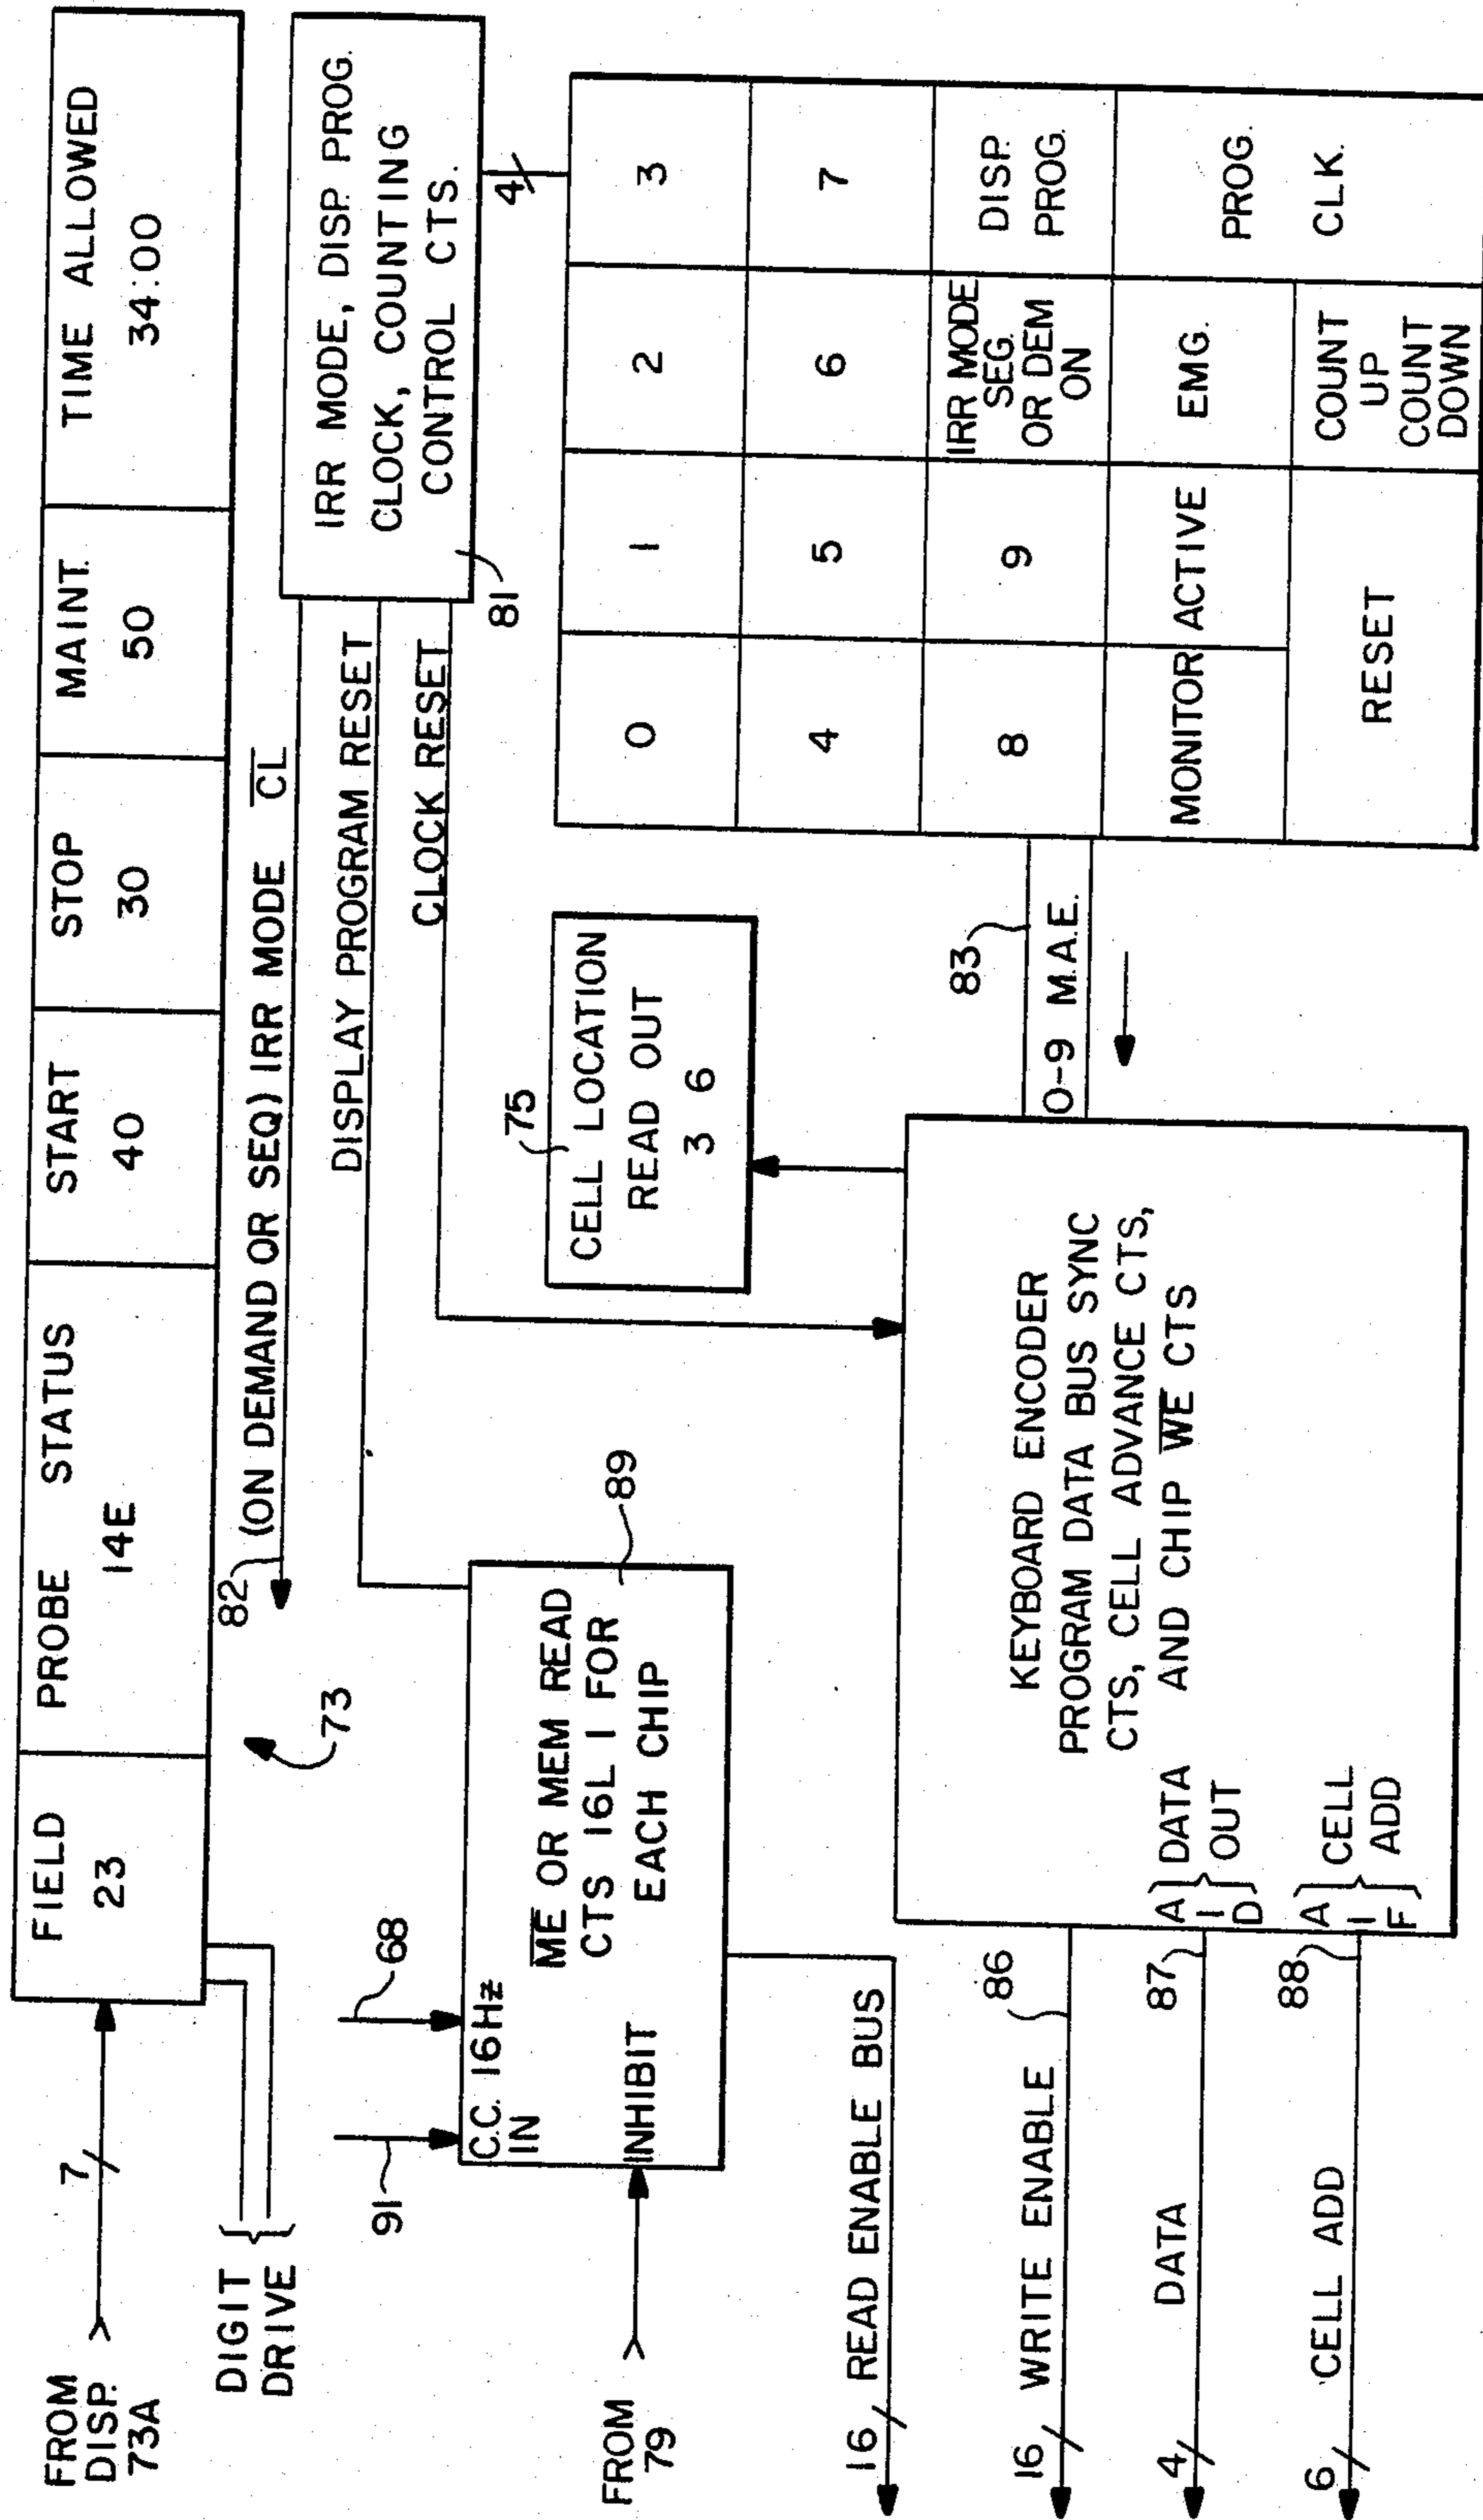 FROM
DISP.
73A
7
FIELD
23
PROBE STATUS
14E
START
40
STOP
30
MAINT.
50
TIME ALLOWED
34:00
DIGIT
DRIVE
73
82
(ON DEMAND OR SEQ) IRR MODE C̅L̅
DISPLAY PROGRAM RESET
CLOCK RESET
IRR MODE, DISP. PROG.
CLOCK, COUNTING
CONTROL CTS.
81
4
91
68
C.C. 16Hz
IN
M̅E̅ OR MEM READ
CTS 16L 1 FOR
EACH CHIP
INHIBIT
89
FROM
79
75
CELL LOCATION
READ OUT
3 6
0
1
2
3
4
5
6
7
8
9
IRR MODE
SEG.
OR DEM
ON
DISP.
PROG.
MONITOR
ACTIVE
EMG.
PROG.
CLK.
RESET
COUNT
UP
COUNT
DOWN
83
0-9 M.A.E.
KEYBOARD ENCODER
PROGRAM DATA BUS SYNC
CTS, CELL ADVANCE CTS,
AND CHIP W̅E̅ CTS
A
I
D
DATA
OUT
A
I
F
CELL
ADD
16
READ ENABLE BUS
16
WRITE ENABLE
86
4
DATA
87
6
CELL ADD
88